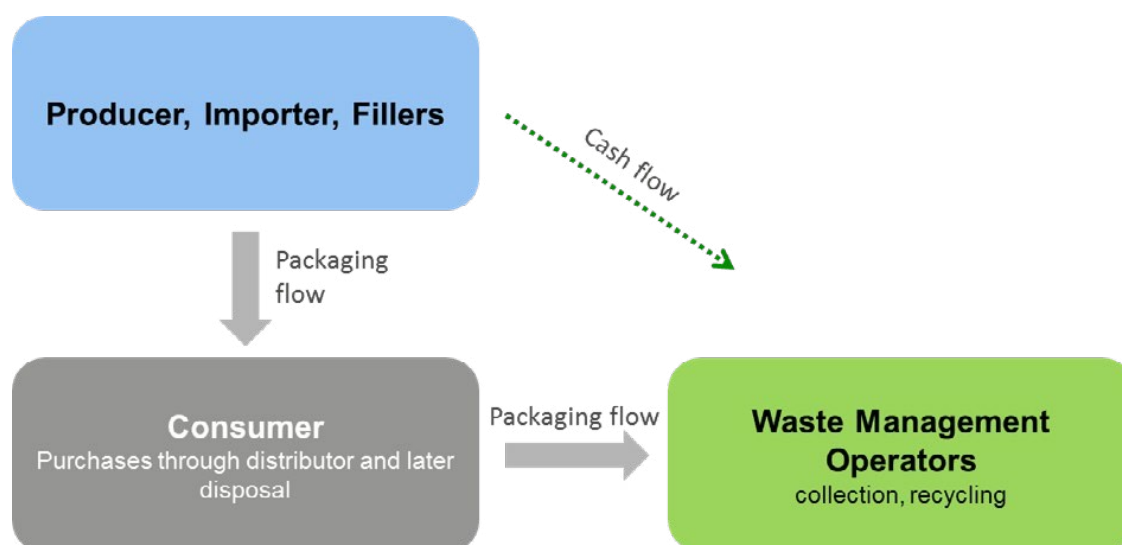 Producer, Importer, Fillers
Cash flow
Packaging
flow
Consumer
Purchases through distributor and later
disposal
Packaging flow
Waste Management
Operators
collection, recycling